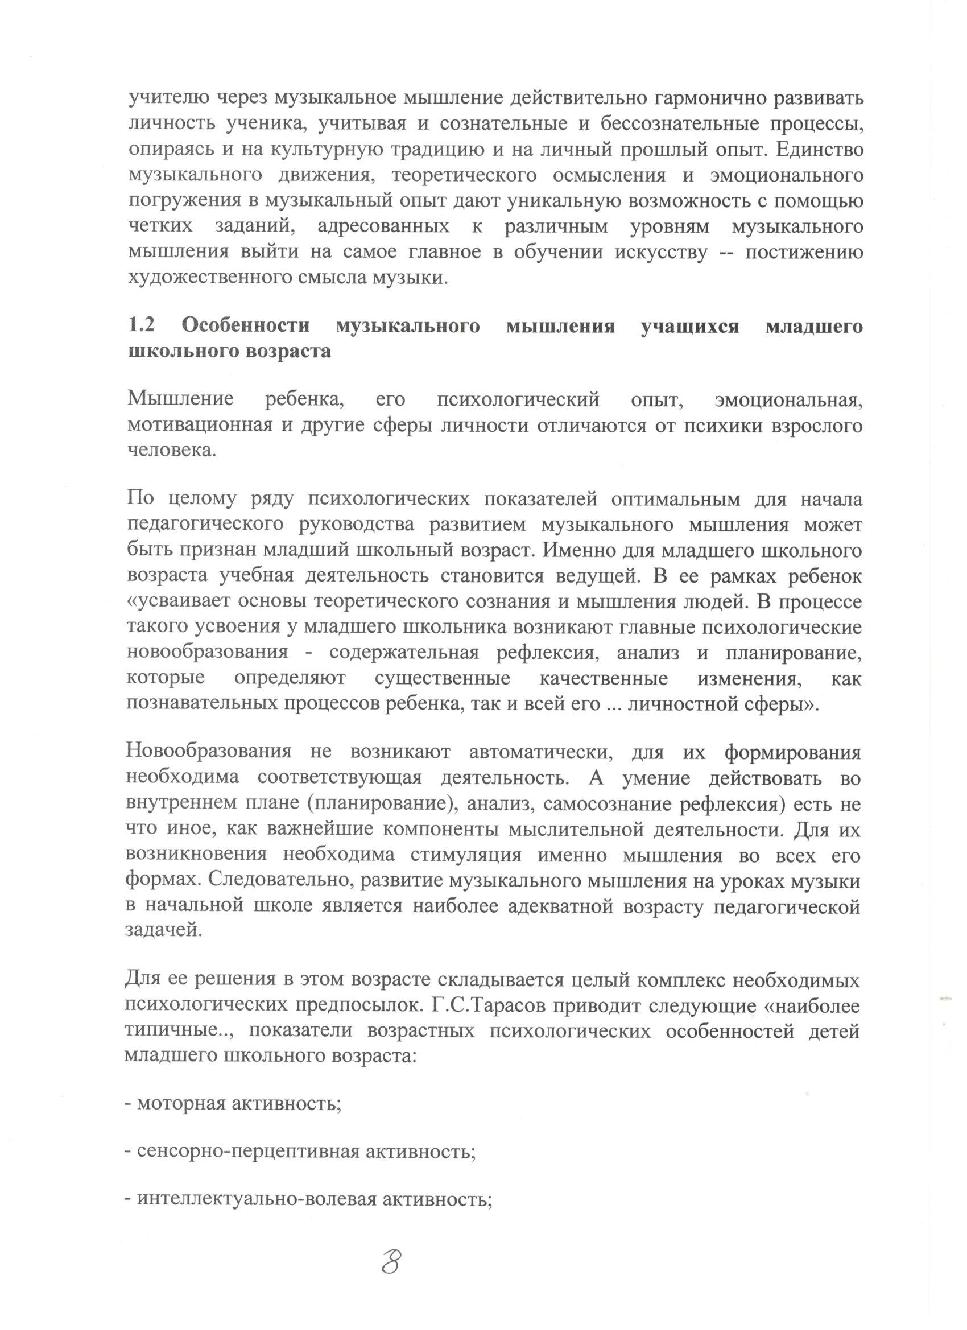 учителю через музыкальное мышление действительно гармонично развивать
личность ученика, учитывая и сознательные и бессознательные процессы,
опираясь и на культурную традицию и на личный прошлый опыт. Единство
музыкального движения, теоретического осмысления и эмоционального
погружения в музыкальный опыт дают уникальную возможность с помощью
четких заданий, адресованных к различным уровням музыкального
мышления выйти на самое главное в обучении искусству -- постижению
художественного смысла музыки.
1.2 Особенности музыкального мышления учащихся младшего
школьного возраста
Мышление ребенка, его психологический опыт, эмоциональная,
мотивационная и другие сферы личности отличаются от психики взрослого
человека.
По целому ряду психологических показателей оптимальным для начала
педагогического руководства развитием музыкального мышления может
быть признан младший школьный возраст. Именно для младшего школьного
возраста учебная деятельность становится ведущей. В ее рамках ребенок
«усваивает основы теоретического сознания и мышления людей. В процессе
такого усвоения у младшего школьника возникают главные психологические
новообразования - содержательная рефлексия, анализ и планирование,
которые определяют существенные качественные изменения, как
познавательных процессов ребенка, так и всей его ... личностной сферы».
Новообразования не возникают автоматически, для их формирования
необходима соответствующая деятельность. А умение действовать во
внутреннем плане (планирование), анализ, самосознание рефлексия) есть не
что иное, как важнейшие компоненты мыслительной деятельности. Для их
возникновения необходима стимуляция именно мышления во всех его
формах. Следовательно, развитие музыкального мышления на уроках музыки
в начальной школе является наиболее адекватной возрасту педагогической
задачей.
Для ее решения в этом возрасте складывается целый комплекс необходимых
психологических предпосылок. Г.С.Тарасов приводит следующие «наиболее
типичные.., показатели возрастных психологических особенностей детей
младшего школьного возраста:
- моторная активность;
- сенсорно-перцептивная активность;
- интеллектуально-волевая активность;
8